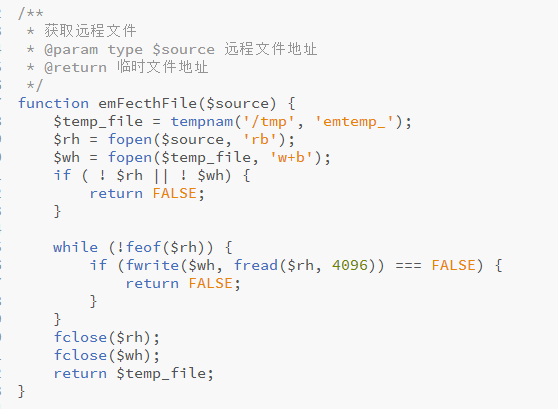 /**
 * 获取远程文件
 * @param type $source 远程文件地址
 * @return 临时文件地址
 */
function emFecthFile($source) {
    $temp_file = tempnam('/tmp', 'emtemp_');
    $rh = fopen($source, 'rb');
    $wh = fopen($temp_file, 'w+b');
    if ( ! $rh || ! $wh) {
        return FALSE;
    }

    while (!feof($rh)) {
        if (fwrite($wh, fread($rh, 4096)) === FALSE) {
            return FALSE;
        }
    }
    fclose($rh);
    fclose($wh);
    return $temp_file;
}